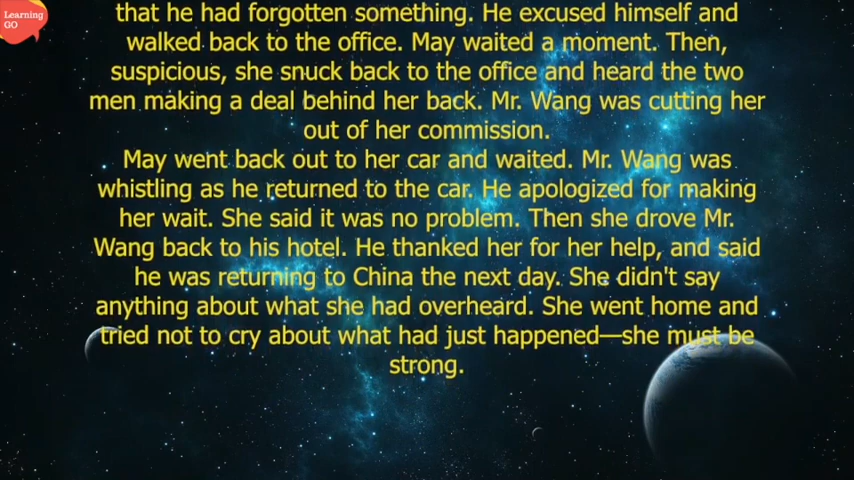 Learning
GO
that he had forgotten something. He excused himself and
walked back to the office. May waited a moment. Then,
suspicious, she snuck back to the office and heard the two
men making a deal behind her back. Mr. Wang was cutting her
out of her commission.
May went back out to her car and waited. Mr. Wang was
whistling as he returned to the car. He apologized for making
her wait. She said it was no problem. Then she drove Mr.
Wang back to his hotel. He thanked her for her help, and said
he was returning to China the next day. She didn't say
anything about what she had overheard. She went home and
tried not to cry about what had just happened—she must be
strong.